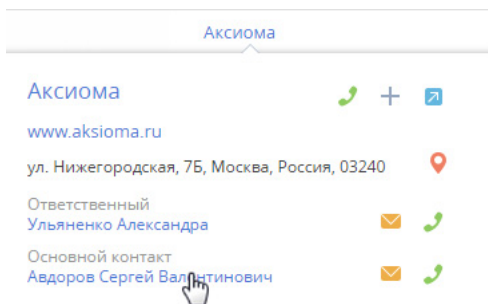 Аксиома
Аксиома
www.aksioma.ru
ул. Нижегородская, 7Б, Москва, Россия, 03240
Ответственный
Ульяненко Александра
Основной контакт
Авдоров Сергей Валентинович